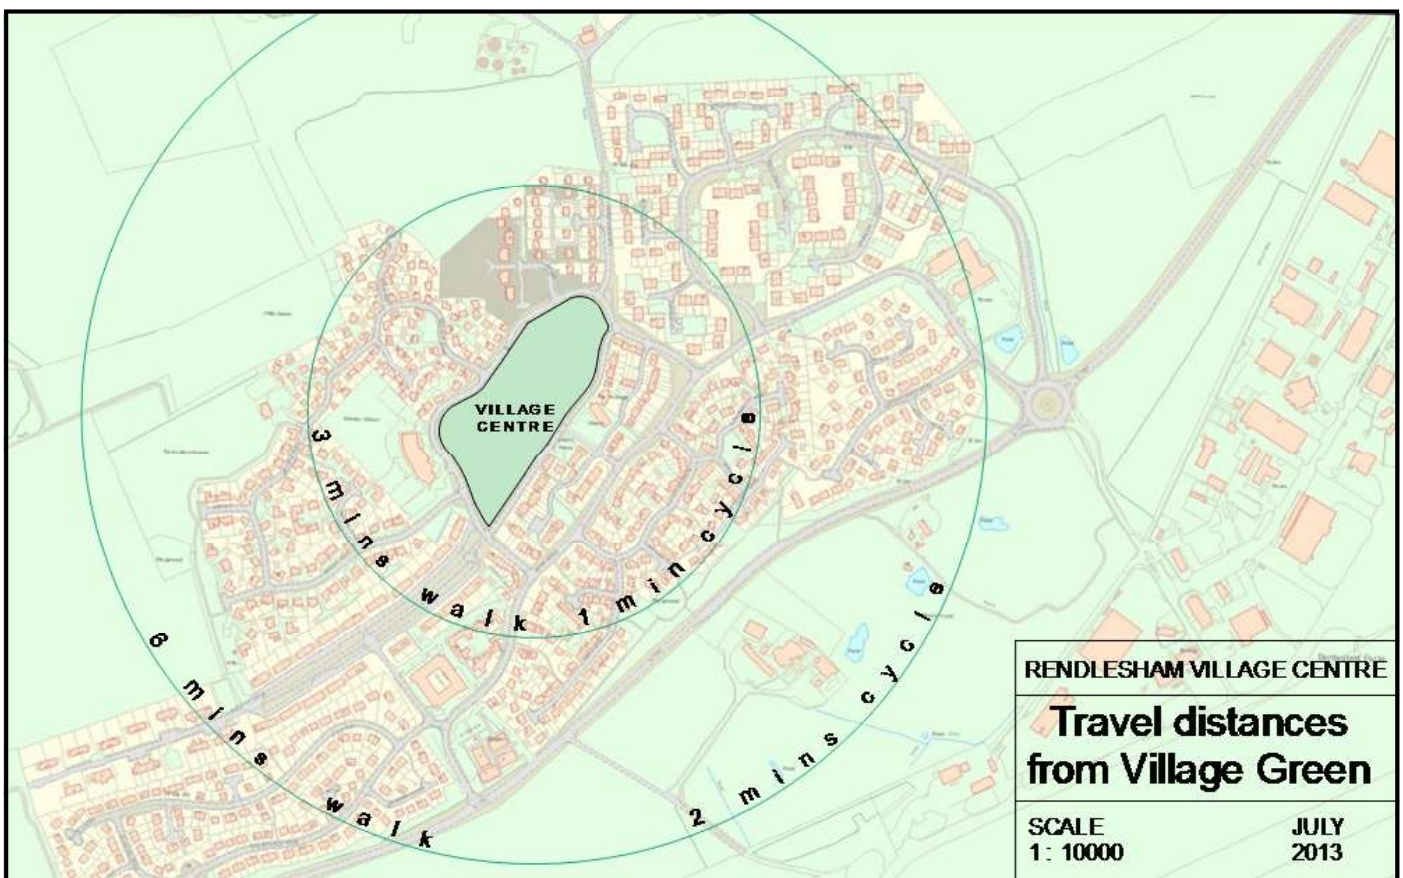 VILLAGE
CENTRE
3 mins walk 1 min cycle
6 mins walk 2 mins cycle
RENDLESHAM VILLAGE CENTRE
Travel distances
from Village Green
SCALE
1: 10000
JULY
2013